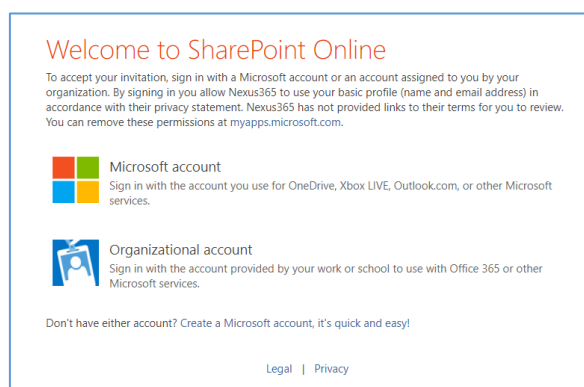 Welcome to SharePoint Online
To accept your invitation, sign in with a Microsoft account or an account assigned to you by your
organization. By signing in you allow Nexus365 to use your basic profile (name and email address) in
accordance with their privacy statement. Nexus365 has not provided links to their terms for you to review.
You can remove these permissions at myapps.microsoft.com.
Microsoft account
Sign in with the account you use for OneDrive, Xbox LIVE, Outlook.com, or other Microsoft
services.
Organizational account
Sign in with the account provided by your work or school to use with Office 365 or other
Microsoft services.
Don't have either account? Create a Microsoft account, it's quick and easy!
Legal | Privacy